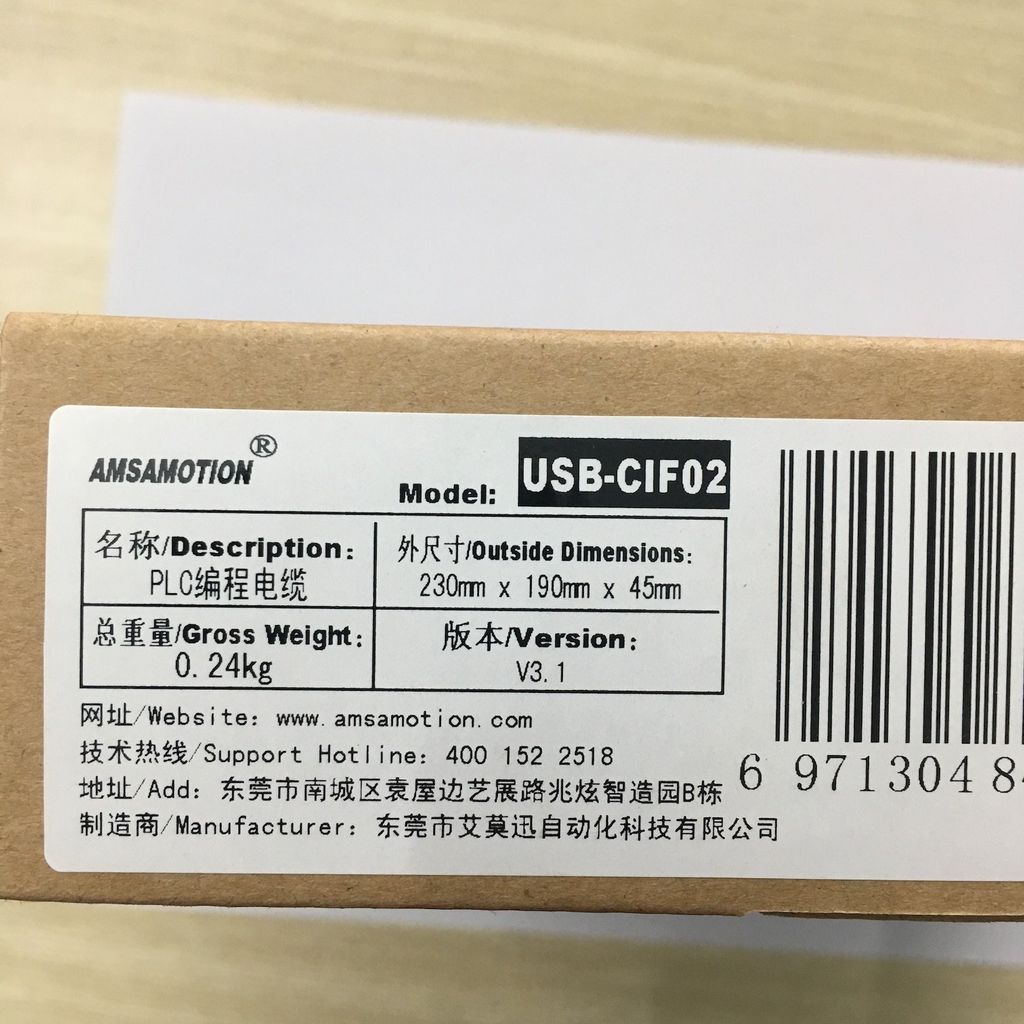 AMSAMOTION®
Model: USB-CIF02
名称/Description:
PLC编程电缆
外尺寸/Outside Dimensions:
230mm x 190mm x 45mm
总重量/Gross Weight:
0.24kg
版本/Version:
V3.1
网址/Website: www.amsamotion.com
技术热线/Support Hotline: 400 152 2518
地址/Add: 东莞市南城区袁屋边艺展路兆炫智造园B栋
制造商/Manufacturer: 东莞市艾莫迅自动化科技有限公司
6 971304 8